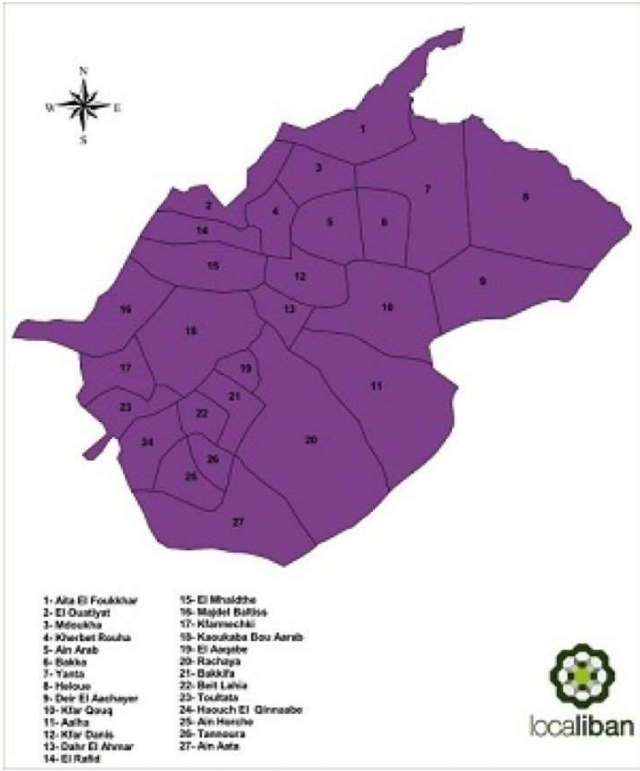 N
W E
S
1
3
7
8
2
4
5
6
14
15
12
9
16
13
10
18
17
19
11
21
23
22
20
24
26
25
27
1- Aita El Foukkhar
2- El Ouatiyat
3- Mdoukha
4- Kherbet Rouha
5- Ain Arab
6- Bakka
7- Yanta
8- Heloue
9- Deir El Aachayer
10- Kfar Qouq
11- Aaiha
12- Kfar Danis
13- Dahr El Ahmar
14- El Rafid
15- El Mhaidthe
16- Majdel Baltiss
17- Kfarmechki
18- Kaoukaba Bou Aarab
19- El Aaqabe
20- Rachaya
21- Bakkifa
22- Beit Lahia
23- Toultata
24- Haouch El Qinnaabe
25- Ain Horche
26- Tannoura
27- Ain Aata
localiban